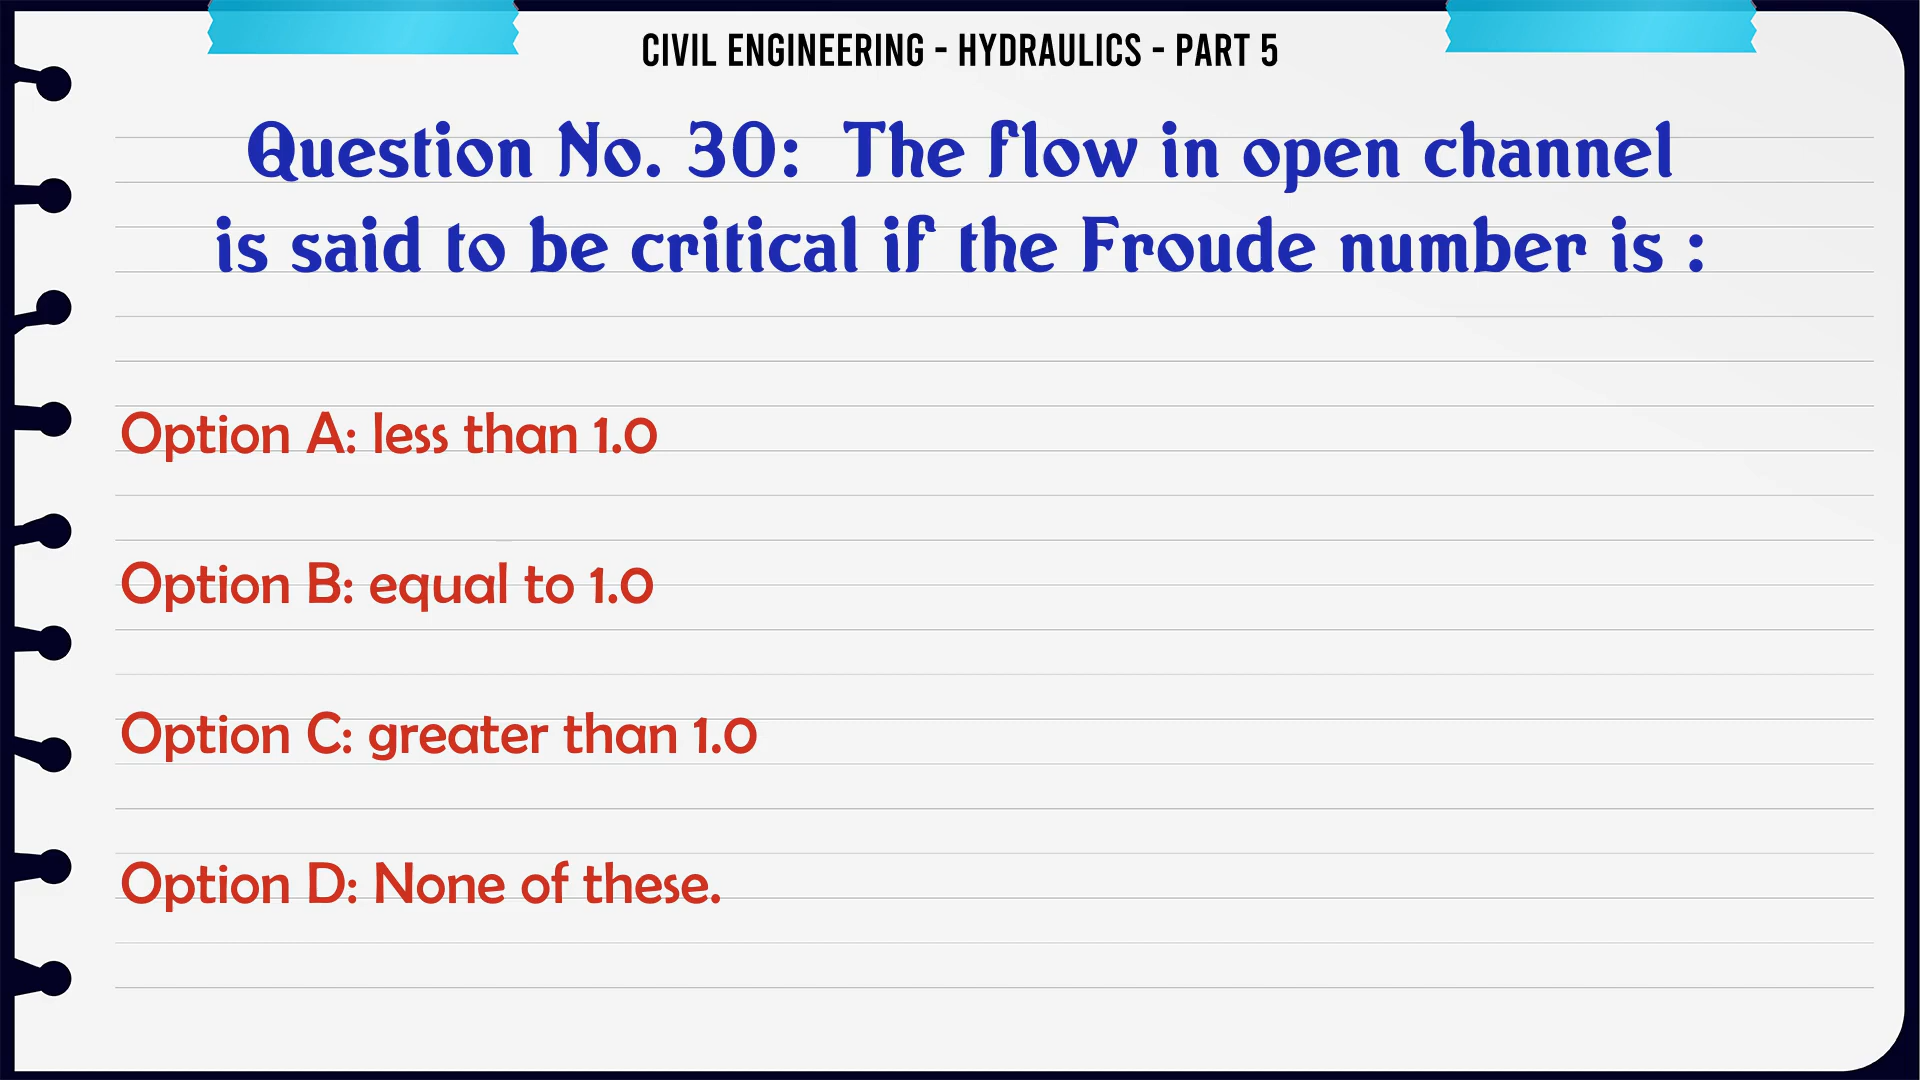 CIVIL ENGINEERING - HYDRAULICS - PART 5
Question No. 30: The flow in open channel
is said to be critical if the Froude number is :
Option A: less than 1.0
Option B: equal to 1.0
Option C: greater than 1.0
Option D: None of these.